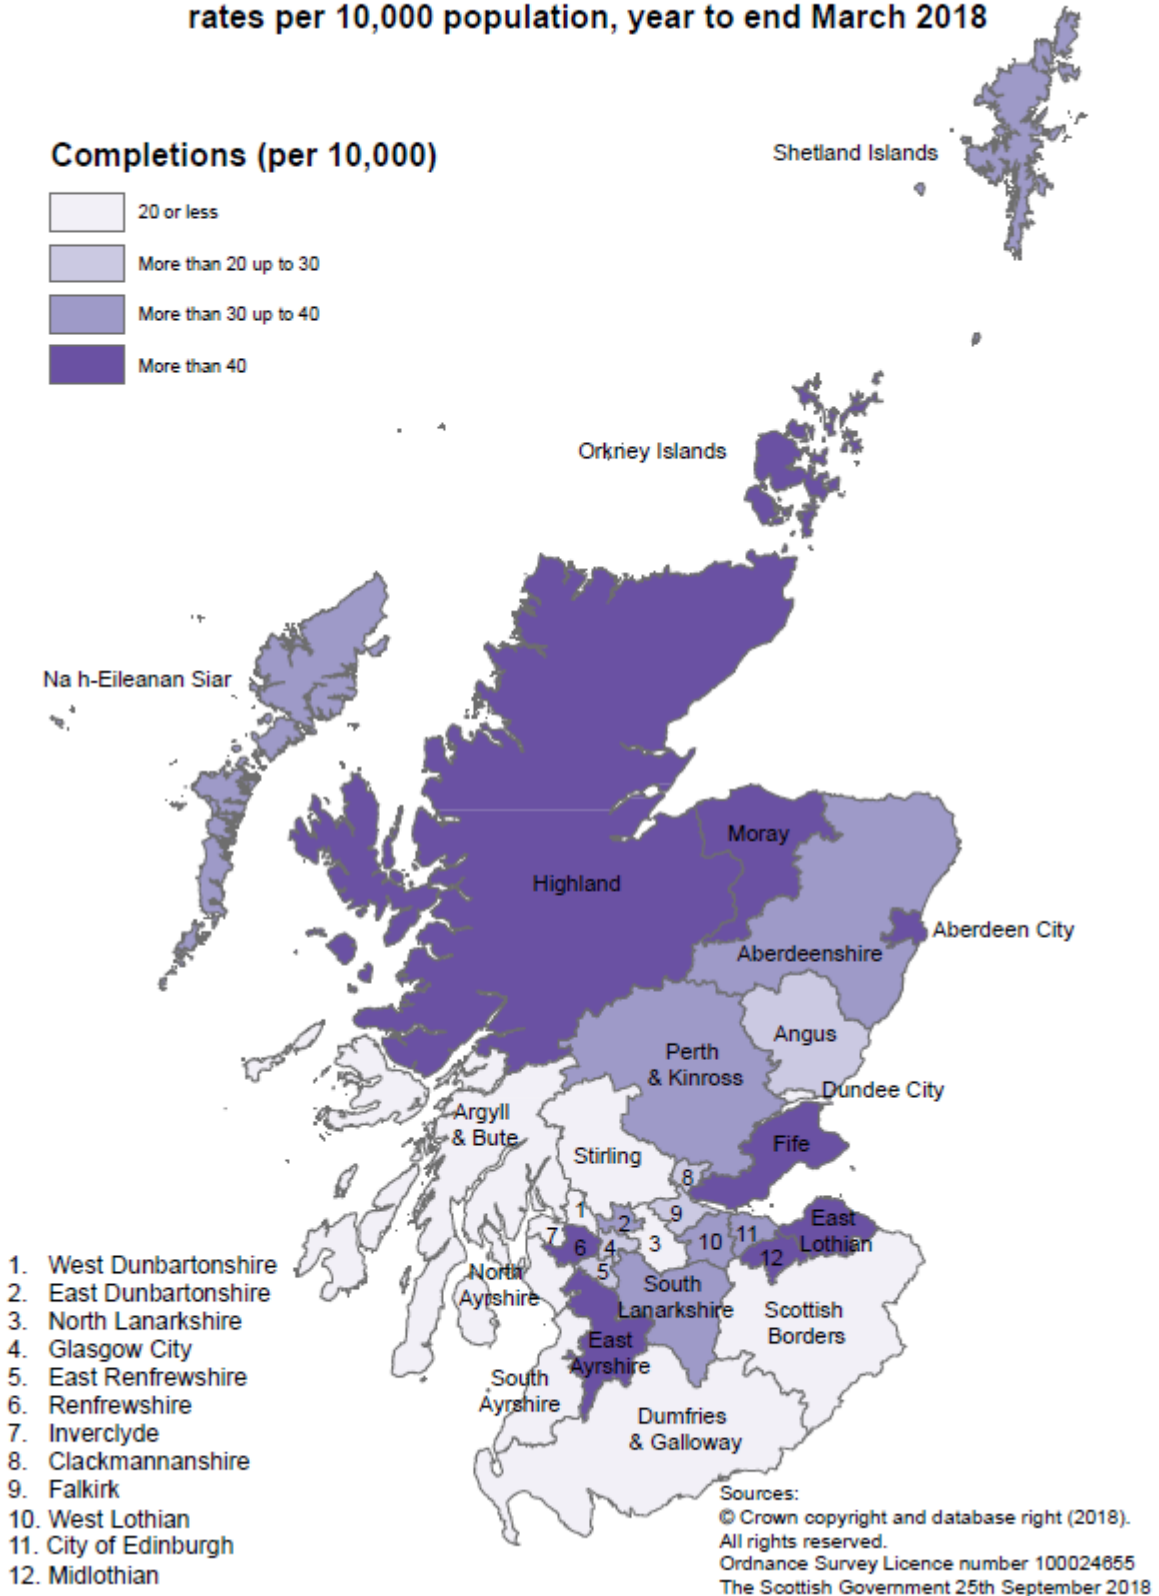 rates per 10,000 population, year to end March 2018
Completions (per 10,000)
20 or less
More than 20 up to 30
More than 30 up to 40
More than 40
Shetland Islands
Orkney Islands
Na h-Eileanan Siar
Moray
Highland
Aberdeen City
Aberdeenshire
Angus
Perth
& Kinross
Dundee City
Argyll
& Bute
Fife
Stirling
8
1
2
9
7
6
4
3
10
11
East
Lothian
12
5
North
Ayrshire
South
Lanarkshire
Scottish
Borders
East
Ayrshire
South
Ayrshire
Dumfries
& Galloway
1. West Dunbartonshire
2. East Dunbartonshire
3. North Lanarkshire
4. Glasgow City
5. East Renfrewshire
6. Renfrewshire
7. Inverclyde
8. Clackmannanshire
9. Falkirk
10. West Lothian
11. City of Edinburgh
12. Midlothian
Sources:
© Crown copyright and database right (2018).
All rights reserved.
Ordnance Survey Licence number 100024655
The Scottish Government 25th September 2018